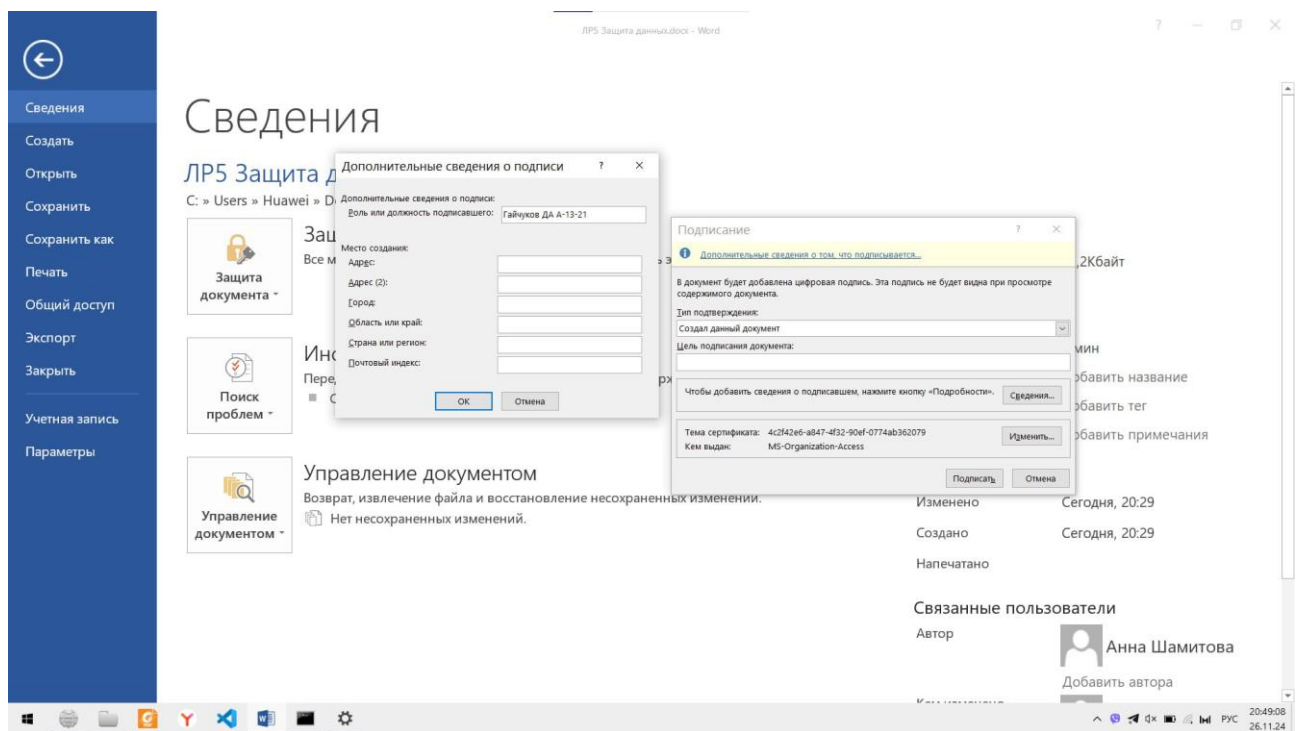 ЛР5 Защита данных.docx - Word
Сведения
Создать
Открыть
Сохранить
Сохранить как
Печать
Общий доступ
Экспорт
Закрыть
Учетная запись
Параметры
Сведения
ЛР5 Защита д
C: » Users » Huawei » D
Защита документа
Защ
Все м
Поиск проблем
Инс
Пере
Управление документом
Управление документом
Возврат, извлечение файла и восстановление несохраненных изменений.
Нет несохраненных изменений.
Дополнительные сведения о подписи
Дополнительные сведения о подписи:
Роль или должность подписавшего: Гайчуков ДА А-13-21
Место создания:
Адрес:
Адрес (2):
Город:
Область или край:
Страна или регион:
Почтовый индекс:
ОК Отмена
Подписание
Дополнительные сведения о том, что подписывается...
В документ будет добавлена цифровая подпись. Эта подпись не будет видна при просмотре
содержимого документа.
Тип подтверждения:
Создал данный документ
Цель подписания документа:
Чтобы добавить сведения о подписавшем, нажмите кнопку «Подробности». Сведения...
Тема сертификата: 4c2f42e6-a847-4f32-90ef-0774ab362079
Кем выдан: MS-Organization-Access
Изменить...
Подписать Отмена
,2Кбайт
мин
обавить название
обавить тег
обавить примечания
Изменено Сегодня, 20:29
Создано Сегодня, 20:29
Напечатано
Связанные пользователи
Автор Анна Шамитова
Добавить автора
РУС
20:49:08
26.11.24